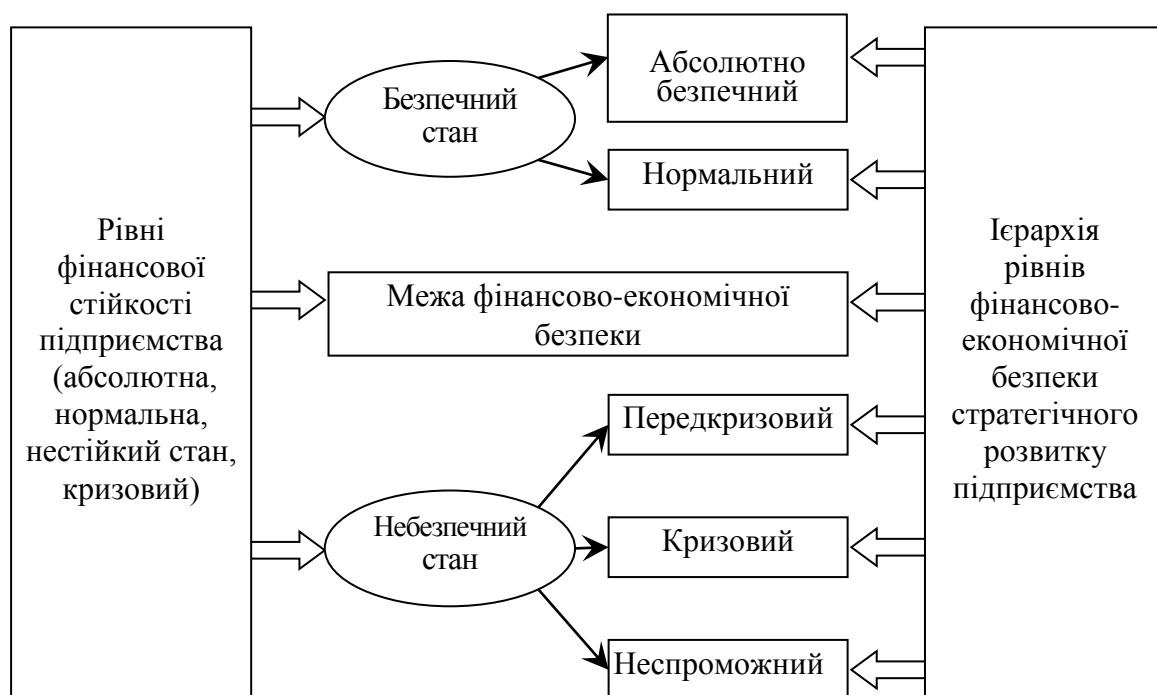 Рівні
фінансової
стійкості
підприємства
(абсолютна,
нормальна,
нестійкий стан,
кризовий)
Безпечний
стан
Абсолютно
безпечний
Нормальний
Межа фінансово-економічної
безпеки
Небезпечний
стан
Передкризовий
Кризовий
Неспроможний
Ієрархія
рівнів
фінансово-
економічної
безпеки
стратегічного
розвитку
підприємства